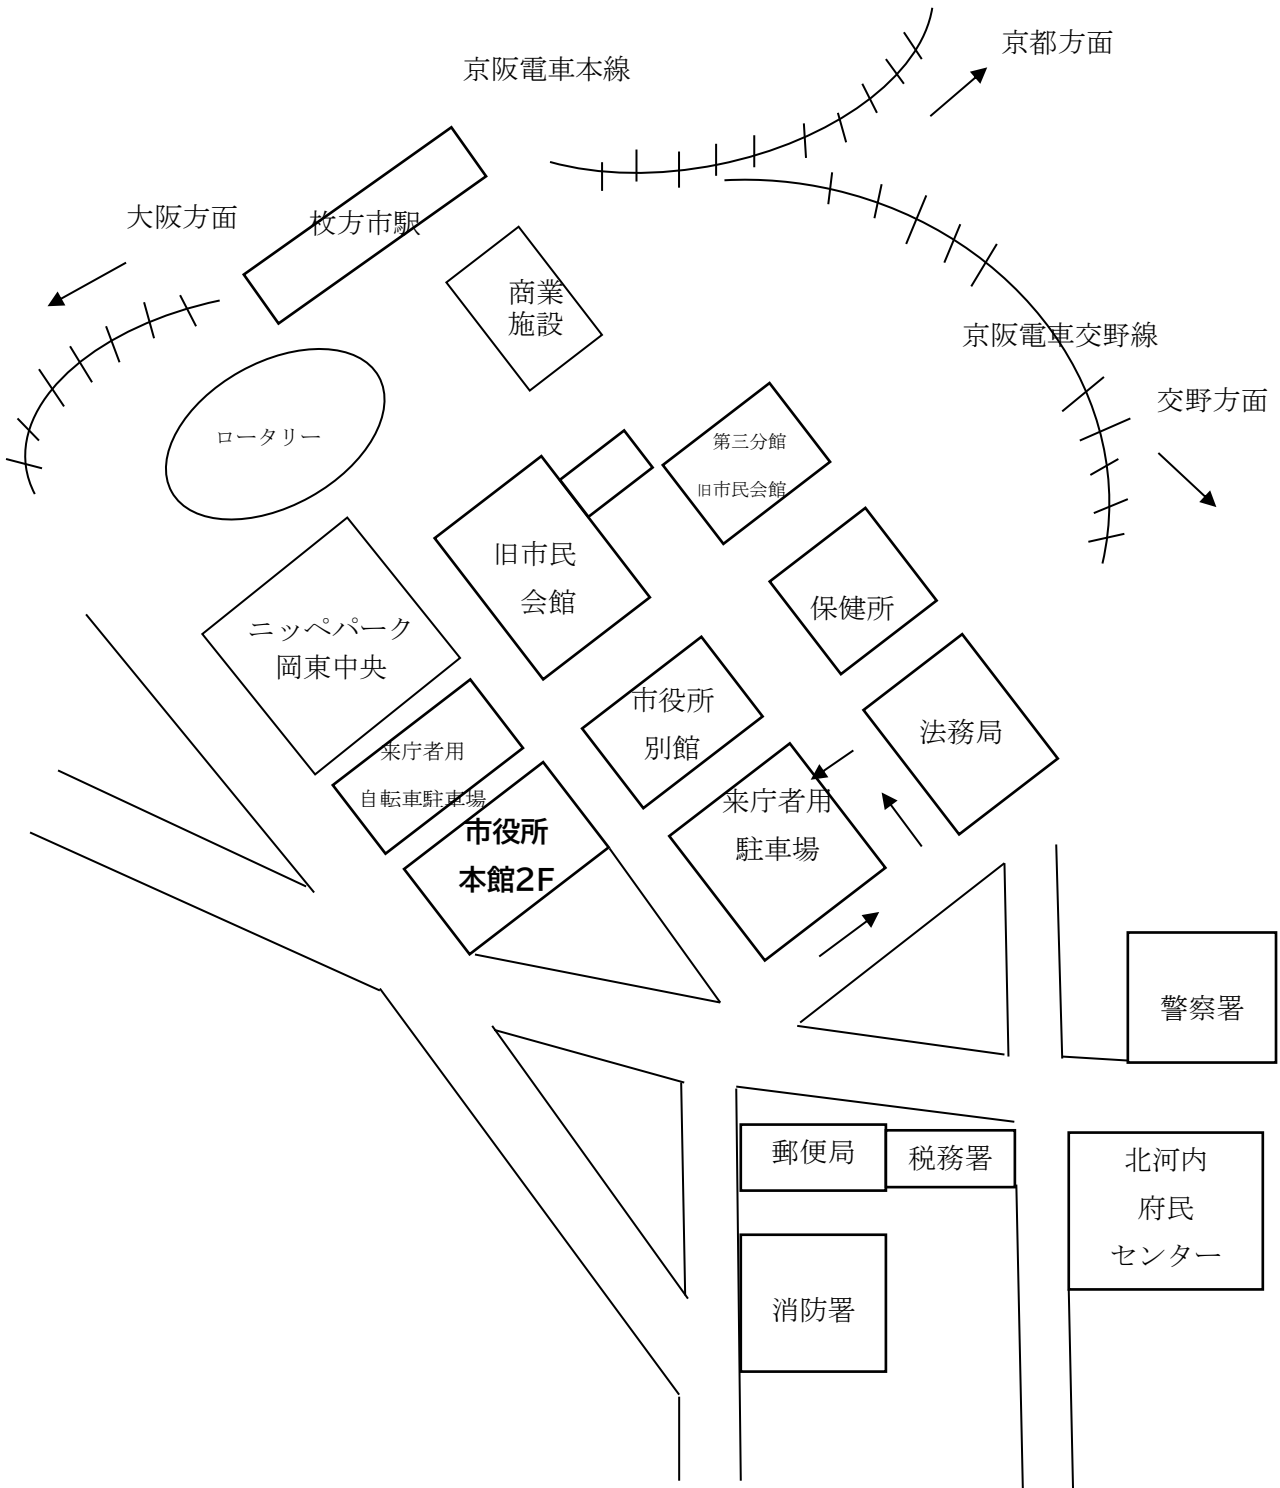 京都方面
京阪電車本線
大阪方面
枚方市駅
商業
施設
京阪電車交野線
交野方面
ロータリー
第三分館
旧市民会館
旧市民
会館
保健所
ニッペパーク
岡東中央
市役所
別館
法務局
来庁者用
自転車駐車場
来庁者用
駐車場
市役所
本館2F
警察署
郵便局
税務署
北河内
府民
センター
消防署